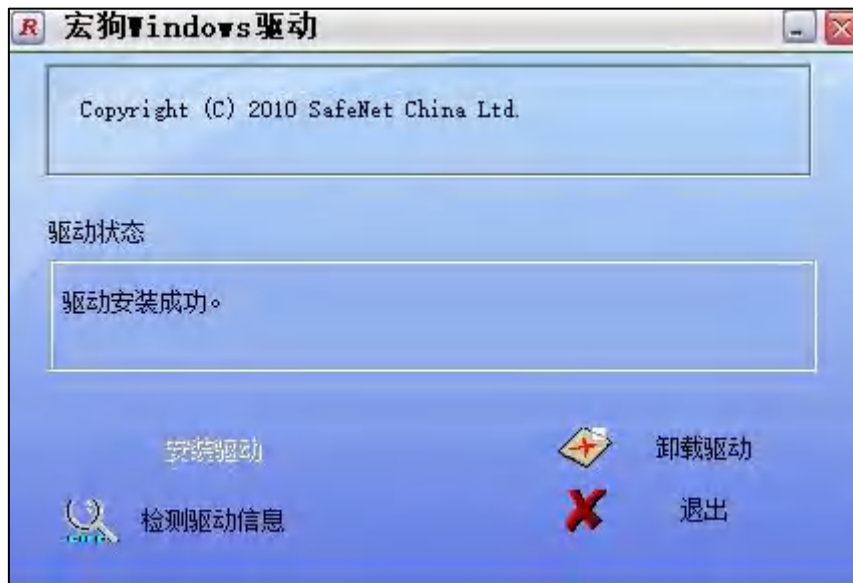 R 宏狗Windows驱动
Copyright (C) 2010 SafeNet China Ltd.
驱动状态
驱动安装成功。
安装驱动
卸载驱动
检测驱动信息
退出